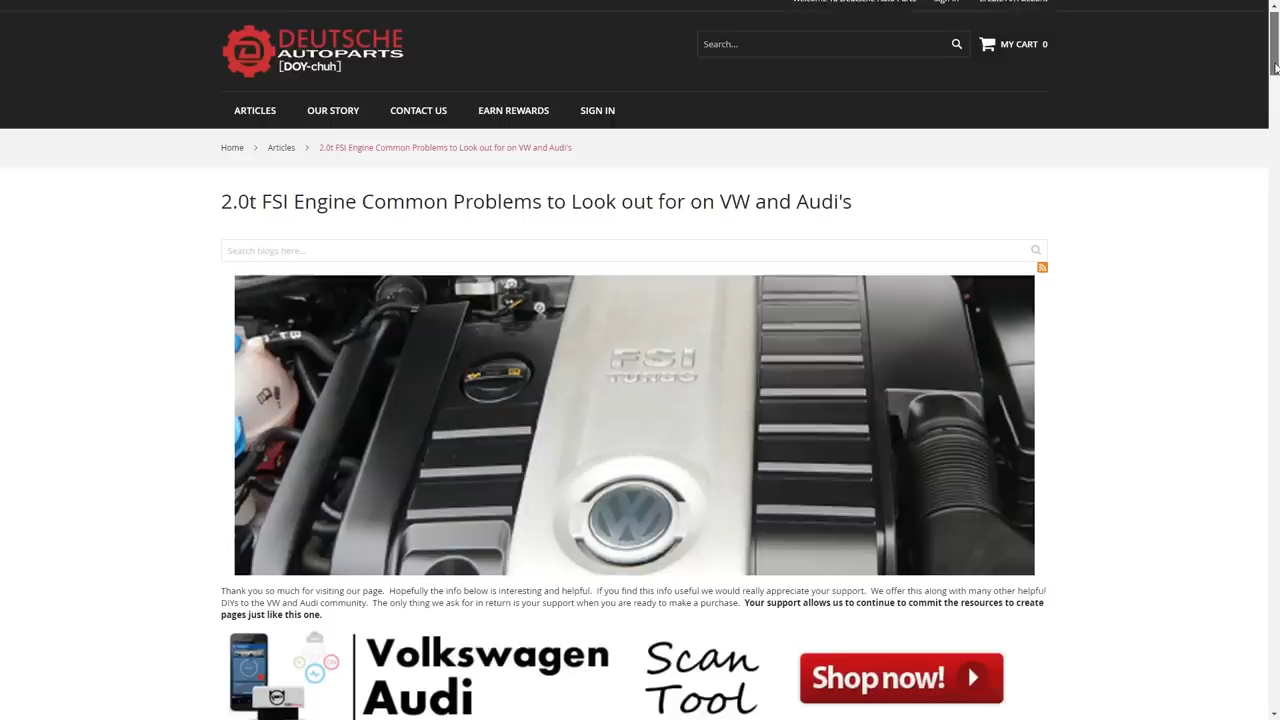 DEUTSCHE
AUTOPARTS
[DOY-chuh]
Search...
MY CART 0
ARTICLES OUR STORY CONTACT US EARN REWARDS SIGN IN
Home > Articles > 2.0t FSI Engine Common Problems to Look out for on VW and Audi's
2.0t FSI Engine Common Problems to Look out for on VW and Audi's
Search blogs here...
FSI
TURBO
Thank you so much for visiting our page. Hopefully the info below is interesting and helpful. If you find this info useful we would really appreciate your support. We offer this along with many other helpful
DIYs to the VW and Audi community. The only thing we ask for in return is your support when you are ready to make a purchase. Your support allows us to continue to commit the resources to create
pages just like this one.
Volkswagen
Audi
Scan
Tool
Shop now!